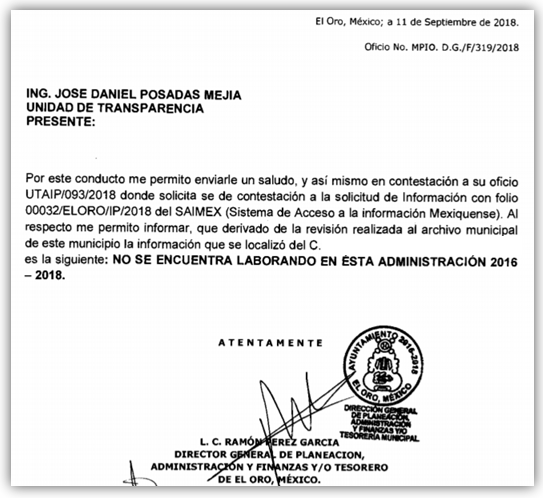 El Oro, México; a 11 de Septiembre de 2018.
Oficio No. MPIO. D.G./F/319/2018
ING. JOSE DANIEL POSADAS MEJIA
UNIDAD DE TRANSPARENCIA
PRESENTE:
Por este conducto me permito enviarle un saludo, y así mismo en contestación a su oficio
UTAIP/093/2018 donde solicita se de contestación a la solicitud de Información con folio
00032/ELORO/IP/2018 del SAIMEX (Sistema de Acceso a la información Mexiquense). Al
respecto me permito informar, que derivado de la revisión realizada al archivo municipal
de este municipio la información que se localizó del C.
es la siguiente: NO SE ENCUENTRA LABORANDO EN ÉSTA ADMINISTRACIÓN 2016
– 2018.
ATENTAMENTE
AYUNTAMIENTO 2016-2018
EL ORO, MÉXICO
DIRECCIÓN GENERAL
DE PLANEACIÓN,
ADMINISTRACIÓN
Y FINANZAS Y/O
TESORERÍA MUNICIPAL
L. C. RAMÓN PEREZ GARCIA
DIRECTOR GENERAL DE PLANEACION,
ADMINISTRACIÓN Y FINANZAS Y/O TESORERO
DE EL ORO, MÉXICO.